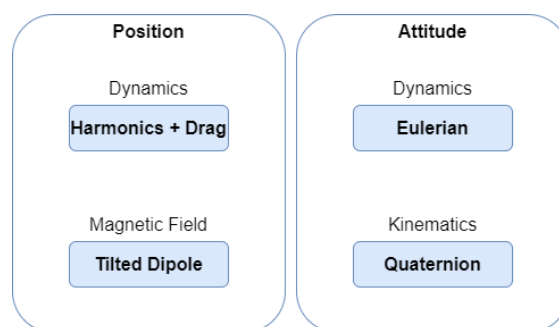 Position
Dynamics
Harmonics + Drag
Magnetic Field
Tilted Dipole
Attitude
Dynamics
Eulerian
Kinematics
Quaternion